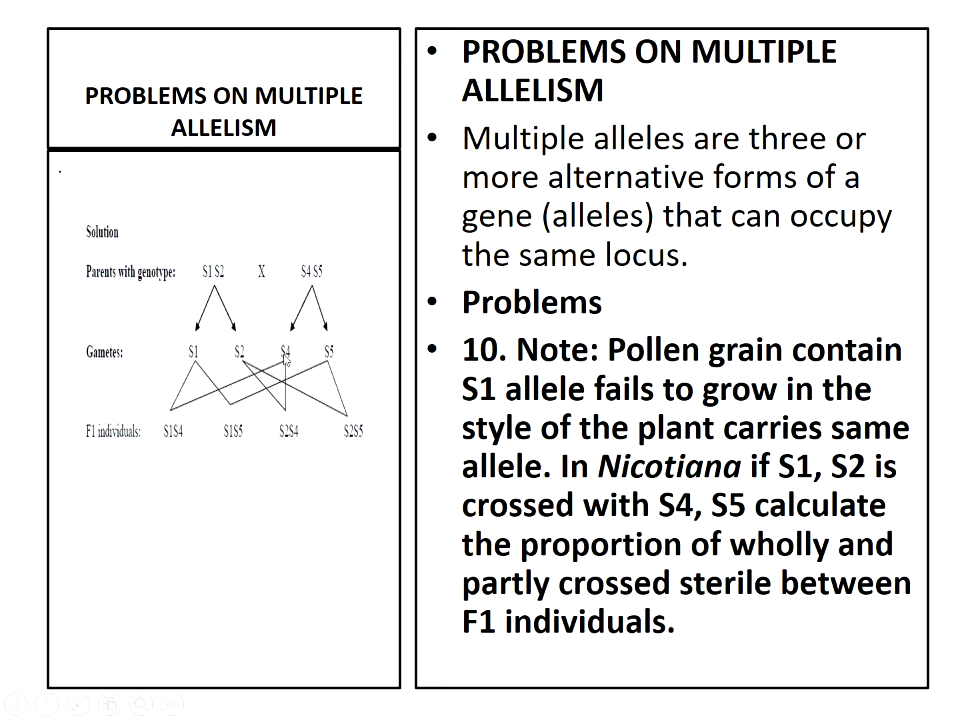 PROBLEMS ON MULTIPLE
ALLELISM
.
Solution
Parents with genotype: S1 S2 X S4 S5
Gametes: S1 S2 S4 S5
F1 individuals: S1S4 S1S5 S2S4 S2S5
• PROBLEMS ON MULTIPLE
ALLELISM
• Multiple alleles are three or
more alternative forms of a
gene (alleles) that can occupy
the same locus.
• Problems
• 10. Note: Pollen grain contain
S1 allele fails to grow in the
style of the plant carries same
allele. In Nicotiana if S1, S2 is
crossed with S4, S5 calculate
the proportion of wholly and
partly crossed sterile between
F1 individuals.